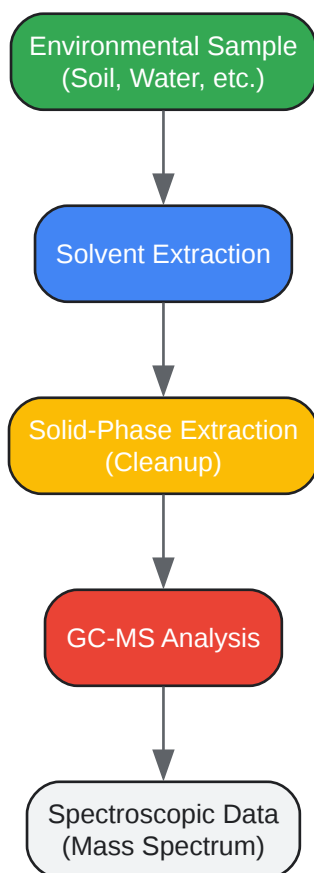 Environmental Sample
(Soil, Water, etc.)
Solvent Extraction
Solid-Phase Extraction
(Cleanup)
GC-MS Analysis
Spectroscopic Data
(Mass Spectrum)